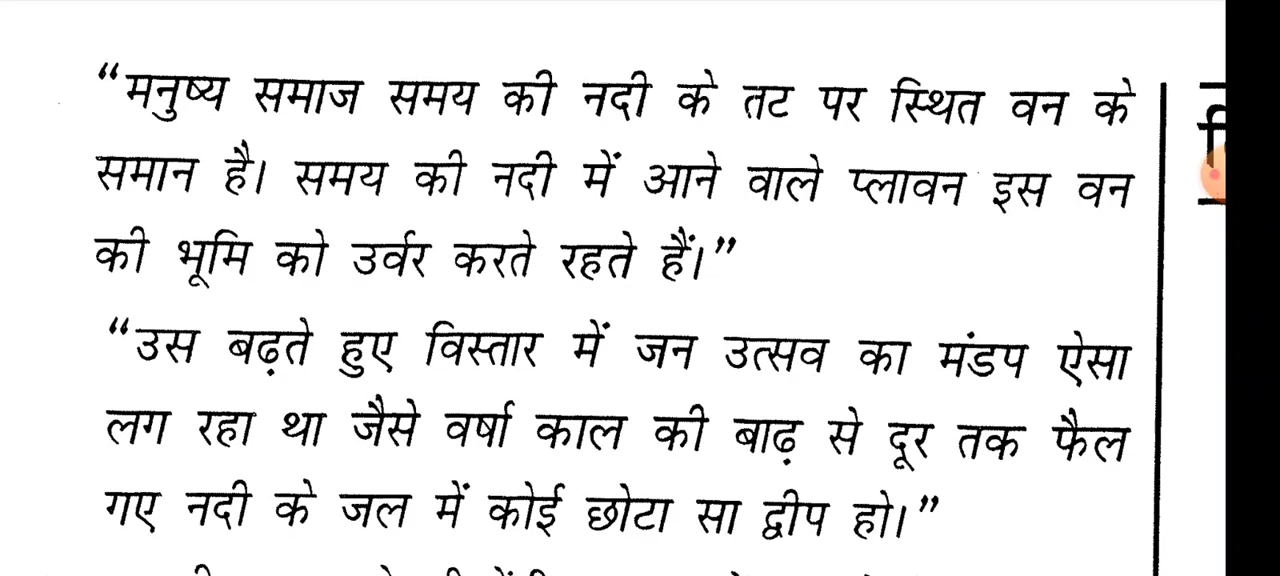 “मनुष्य समाज समय की नदी के तट पर स्थित वन के
समान है। समय की नदी में आने वाले प्लावन इस वन
की भूमि को उर्वर करते रहते हैं।”
“उस बढ़ते हुए विस्तार में जन उत्सव का मंडप ऐसा
लग रहा था जैसे वर्षा काल की बाढ़ से दूर तक फैल
गए नदी के जल में कोई छोटा सा द्वीप हो।”